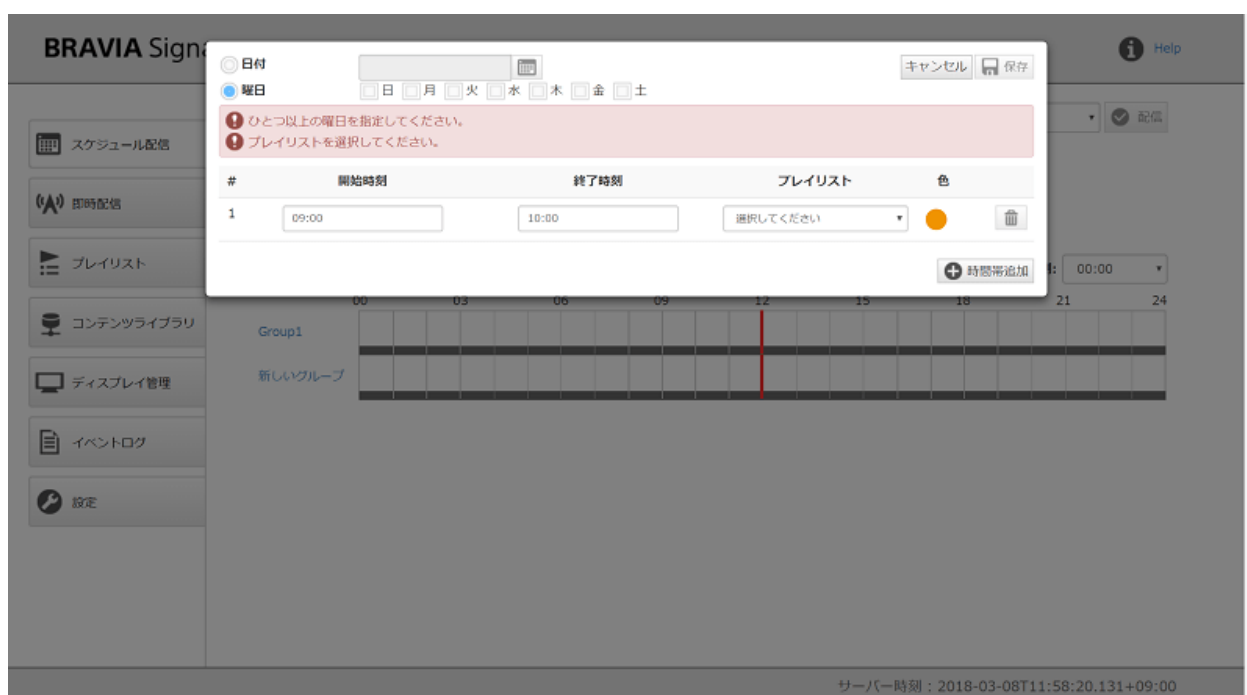 BRAVIA Signa
Help
日付
キャンセル 保存
曜日 日 月 火 水 木 金 土
ひとつ以上の曜日を指定してください。
プレイリストを選択してください。
配信
スケジュール配信
# 開始時刻 終了時刻 プレイリスト 色
即時配信
1 09:00 10:00 選択してください
プレイリスト
時間帯追加
00:00
00 03 06 09 12 15 18 21 24
コンテンツライブラリ
Group1
ディスプレイ管理
新しいグループ
イベントログ
設定
サーバー時刻 : 2018-03-08T11:58:20.131+09:00